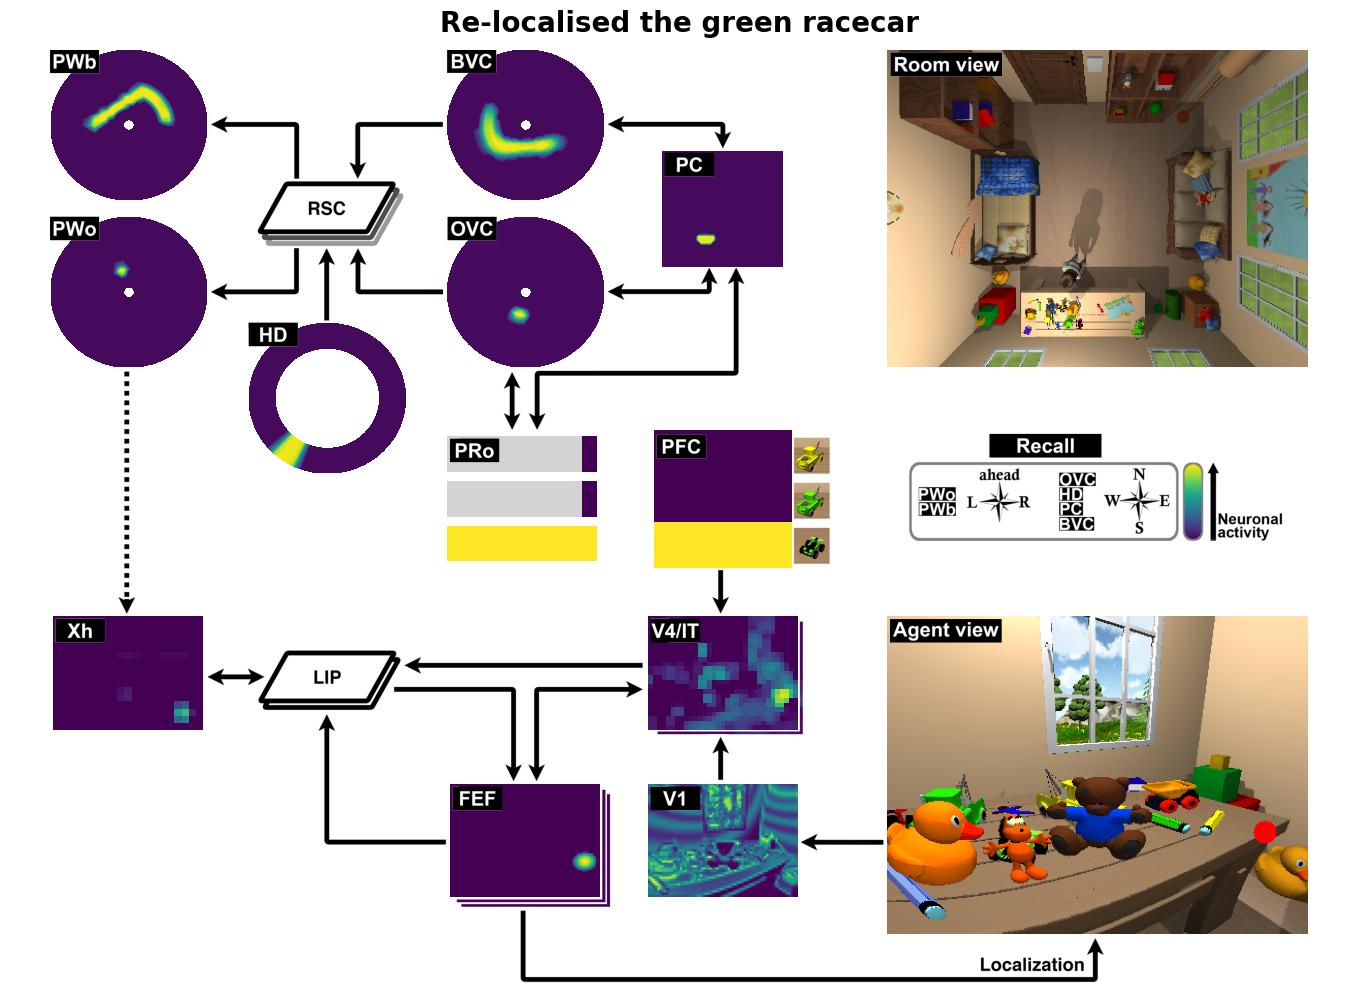 Re-localised the green racecar
PWb
BVC
Room view
PC
RSC
PWo
OVC
HD
PRo
PFC
Recall
ahead
L R
PWo
PWb
OVC
HD
PC
BVC
N
W E
S
Neuronal
activity
Xh
LIP
V4/IT
Agent view
FEF
V1
Localization